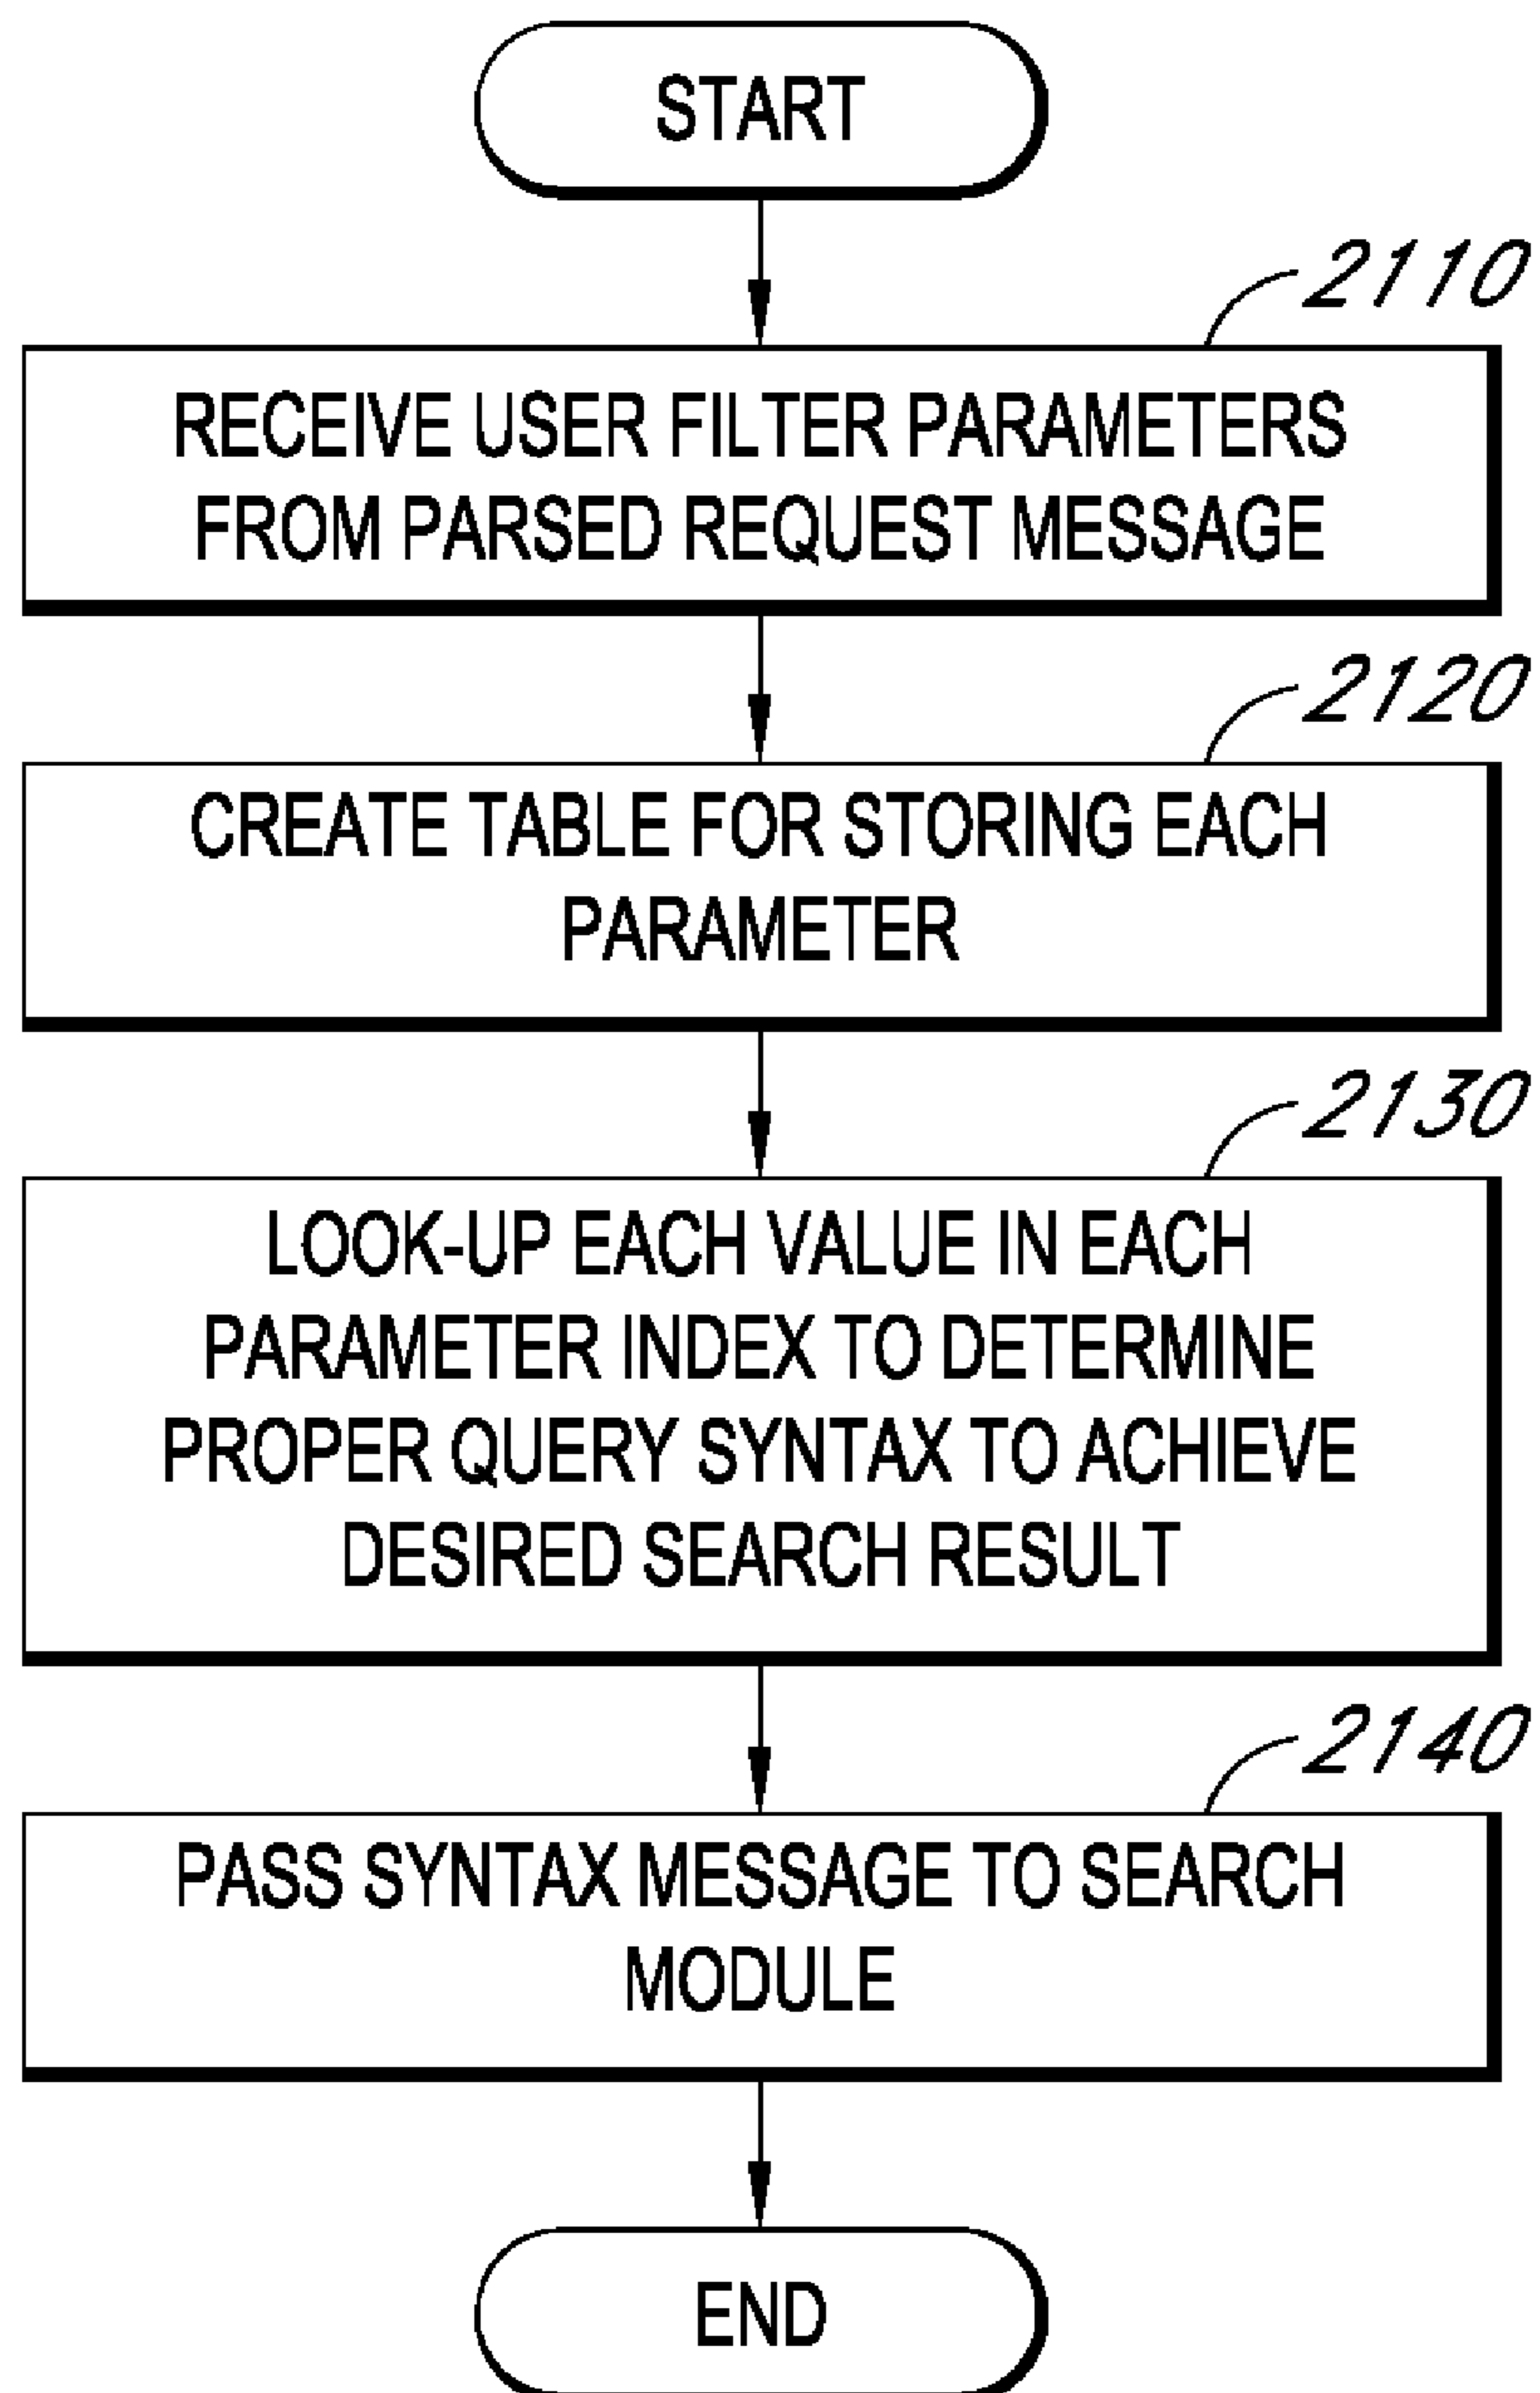 START
2110
RECEIVE USER FILTER PARAMETERS
FROM PARSED REQUEST MESSAGE
2120
CREATE TABLE FOR STORING EACH
PARAMETER
2130
LOOK-UP EACH VALUE IN EACH
PARAMETER INDEX TO DETERMINE
PROPER QUERY SYNTAX TO ACHIEVE
DESIRED SEARCH RESULT
2140
PASS SYNTAX MESSAGE TO SEARCH
MODULE
END